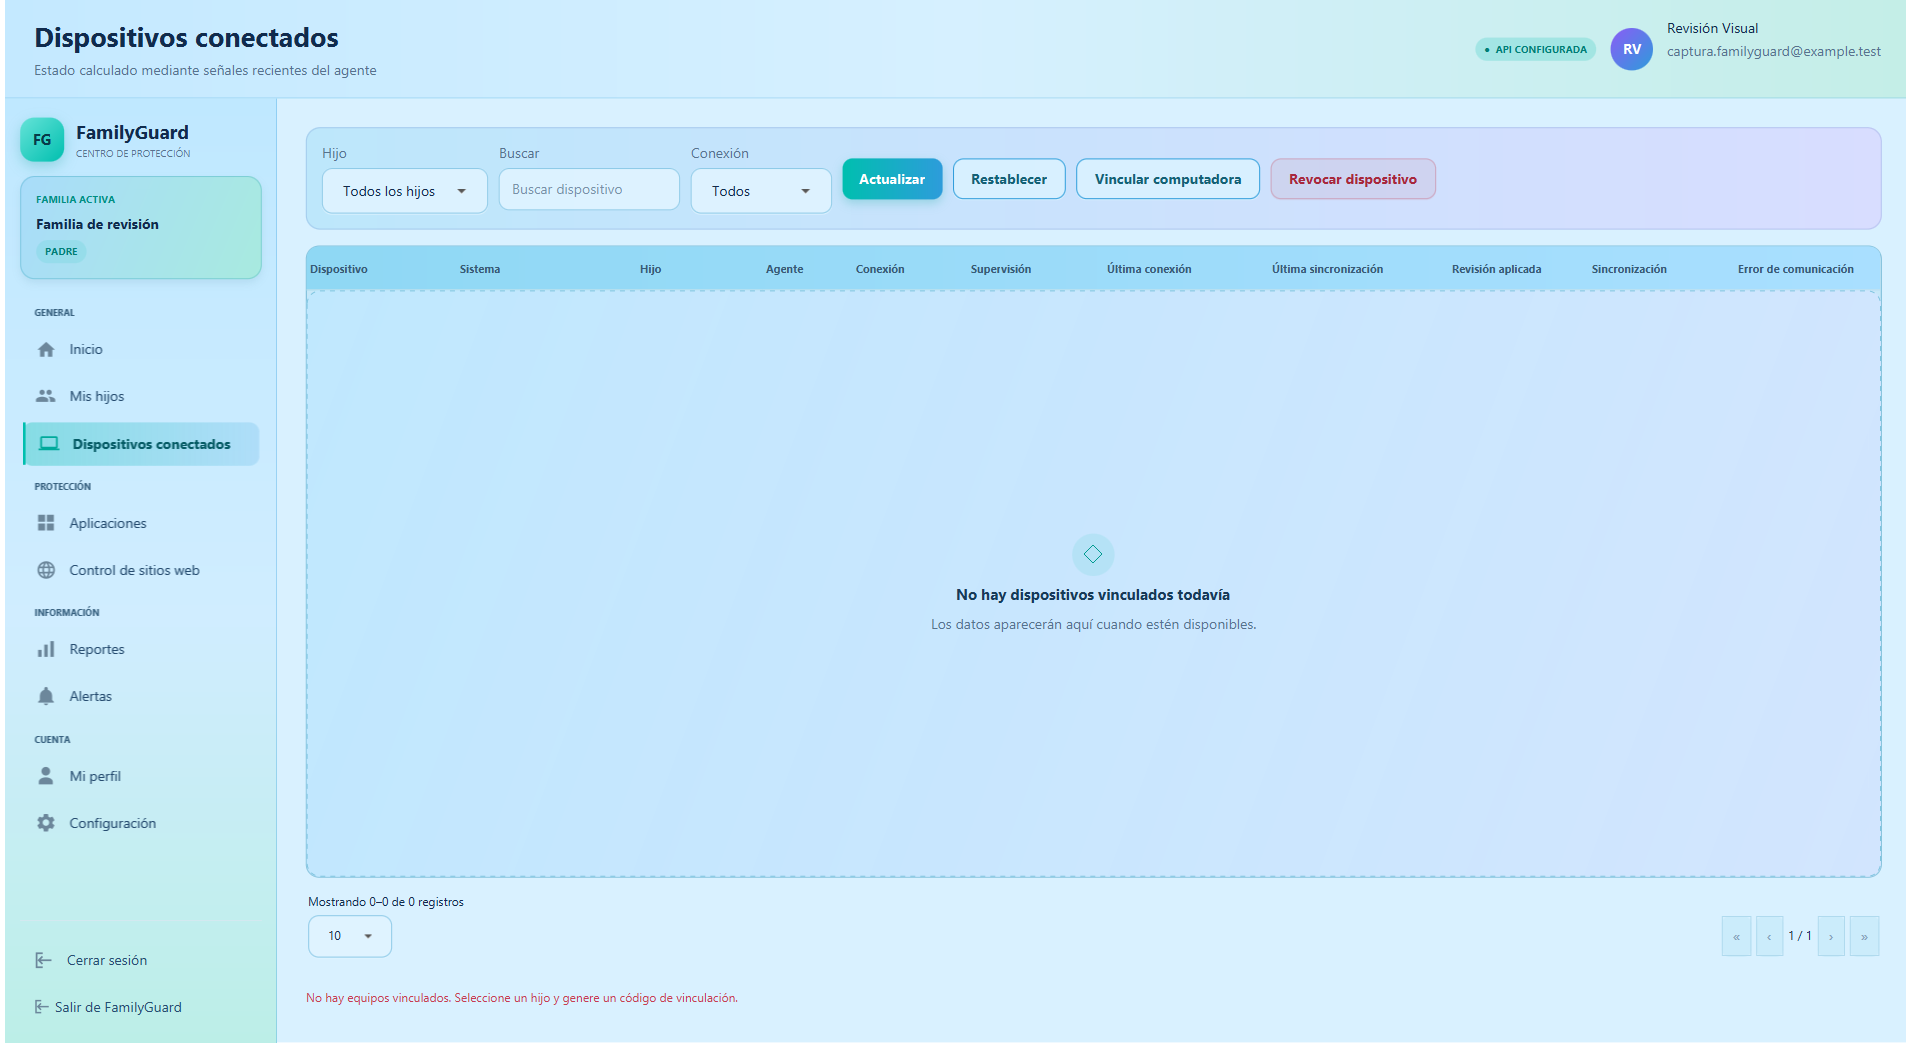 Dispositivos conectados
Estado calculado mediante señales recientes del agente
• API CONFIGURADA
RV
Revisión Visual
captura.familyguard@example.test
FG
FamilyGuard
CENTRO DE PROTECCIÓN
FAMILIA ACTIVA
Familia de revisión
PADRE
GENERAL
Inicio
Mis hijos
Dispositivos conectados
PROTECCIÓN
Aplicaciones
Control de sitios web
INFORMACIÓN
Reportes
Alertas
CUENTA
Mi perfil
Configuración
Cerrar sesión
Salir de FamilyGuard
Hijo
Buscar
Conexión
Todos los hijos
Buscar dispositivo
Todos
Actualizar
Restablecer
Vincular computadora
Revocar dispositivo
Dispositivo Sistema Hijo Agente Conexión Supervisión Última conexión Última sincronización Revisión aplicada Sincronización Error de comunicación
No hay dispositivos vinculados todavía
Los datos aparecerán aquí cuando estén disponibles.
Mostrando 0–0 de 0 registros
10
« ‹ 1 / 1 › »
No hay equipos vinculados. Seleccione un hijo y genere un código de vinculación.